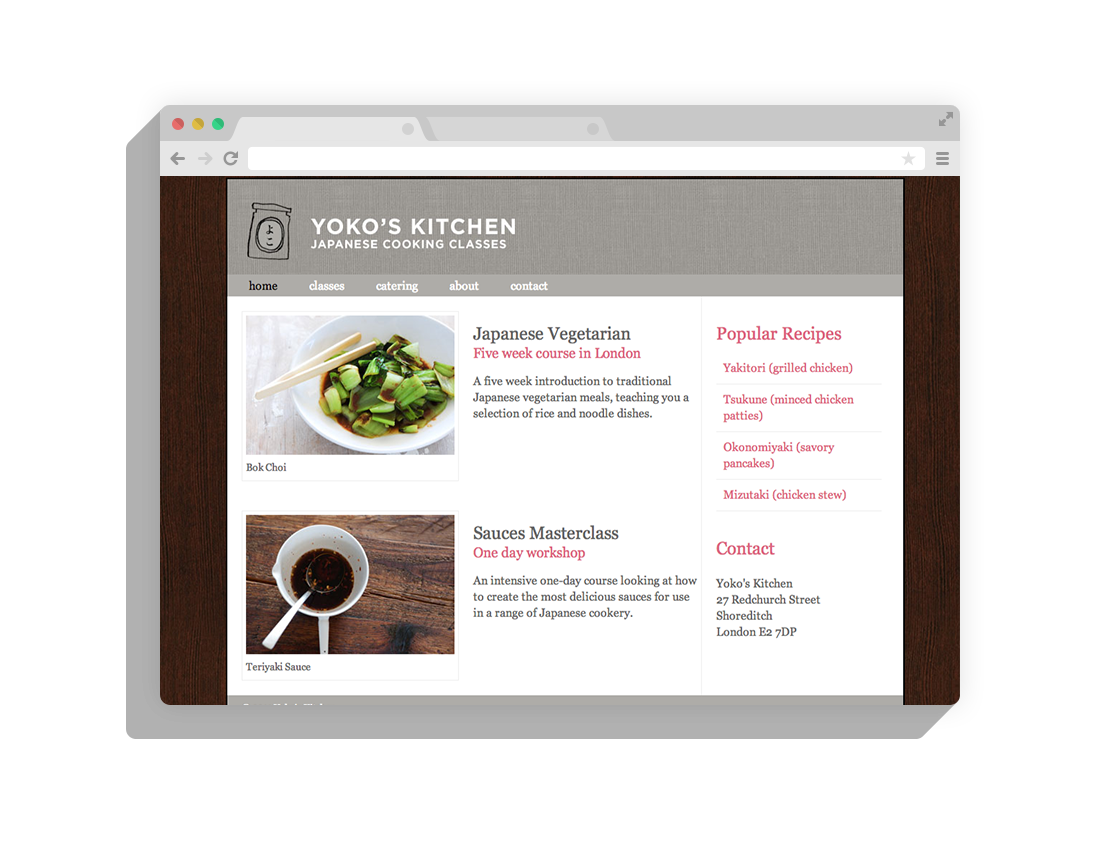 よ
こ
YOKO'S KITCHEN
JAPANESE COOKING CLASSES
home classes catering about contact
Japanese Vegetarian
Five week course in London
A five week introduction to traditional
Japanese vegetarian meals, teaching you a
selection of rice and noodle dishes.
Bok Choi
Sauces Masterclass
One day workshop
An intensive one-day course looking at how
to create the most delicious sauces for use
in a range of Japanese cookery.
Teriyaki Sauce
Popular Recipes
Yakitori (grilled chicken)
Tsukune (minced chicken
patties)
Okonomiyaki (savory
pancakes)
Mizutaki (chicken stew)
Contact
Yoko's Kitchen
27 Redchurch Street
Shoreditch
London E2 7DP